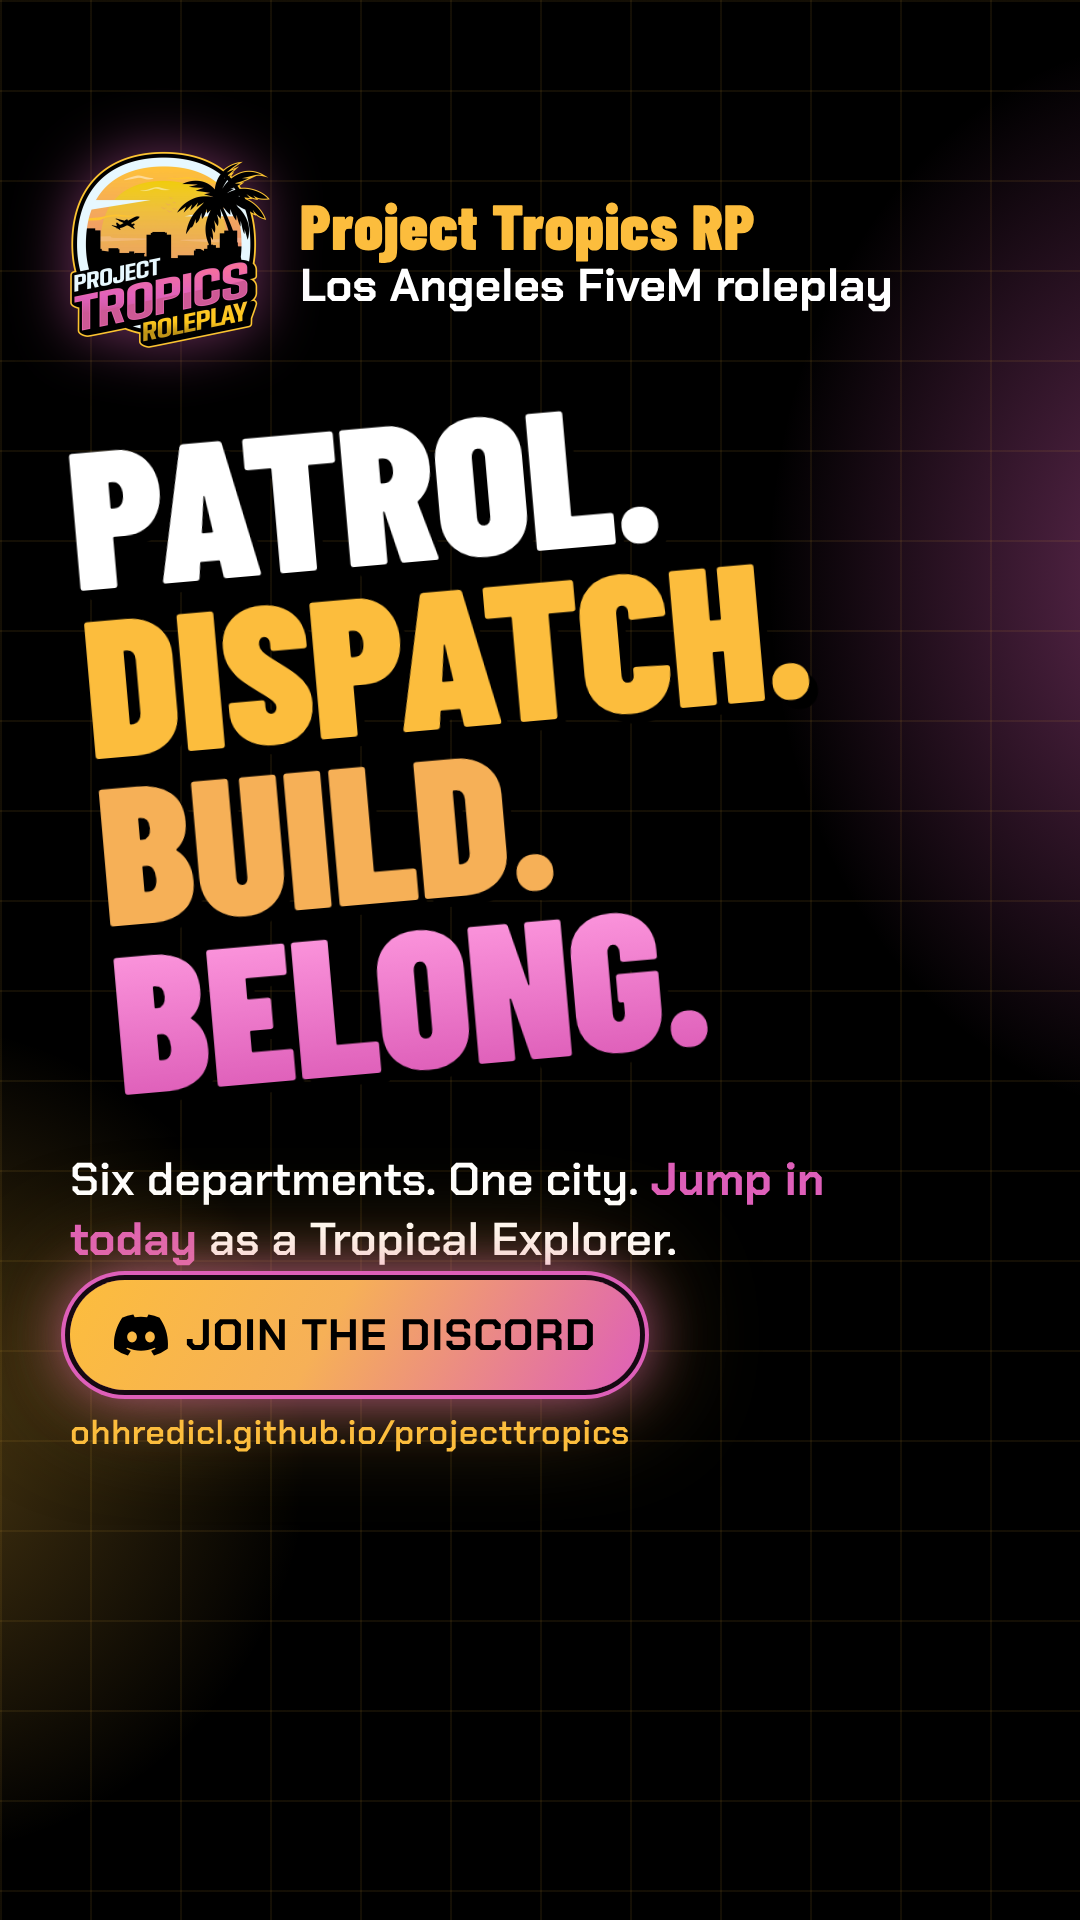 PROJECT
TROPICS
ROLEPLAY
Project Tropics RP
Los Angeles FiveM roleplay
PATROL.
DISPATCH.
BUILD.
BELONG.
Six departments. One city. Jump in
today as a Tropical Explorer.
JOIN THE DISCORD
ohhredicl.github.io/projecttropics